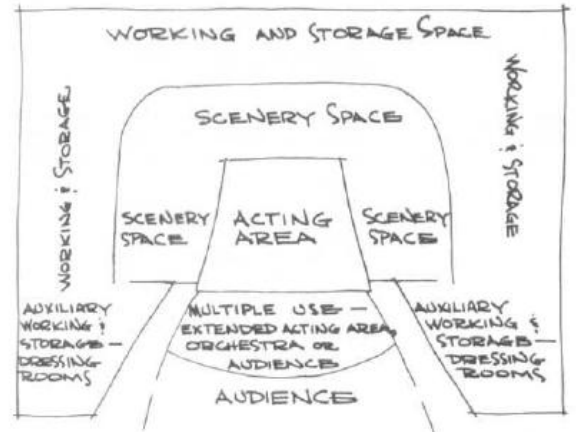 WORKING AND STORAGE SPACE
WORKING & STORAGE
WORKING & STORAGE
SCENERY SPACE
SCENERY
SPACE
ACTING
AREA
SCENERY
SPACE
AUXILIARY
WORKING &
STORAGE—
DRESSING
ROOMS
MULTIPLE USE—
EXTENDED ACTING AREA,
ORCHESTRA OR
AUDIENCE
AUXILIARY
WORKING &
STORAGE—
DRESSING
ROOMS
AUDIENCE